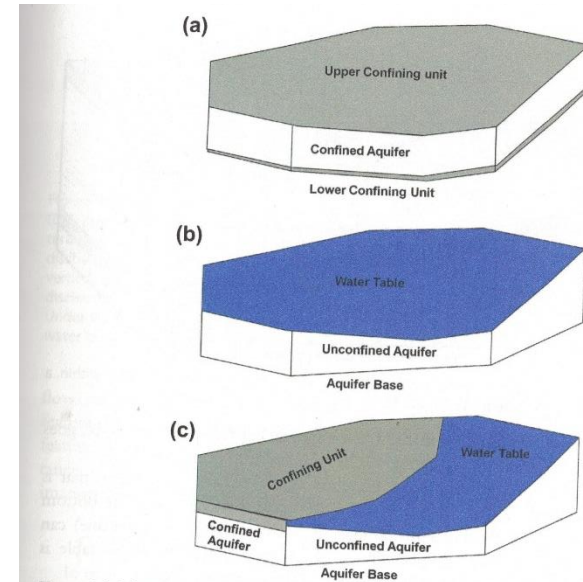 (a)
Upper Confining unit
Confined Aquifer
Lower Confining Unit
(b)
Water Table
Unconfined Aquifer
Aquifer Base
(c)
Confining Unit
Water Table
Confined
Aquifer
Unconfined Aquifer
Aquifer Base